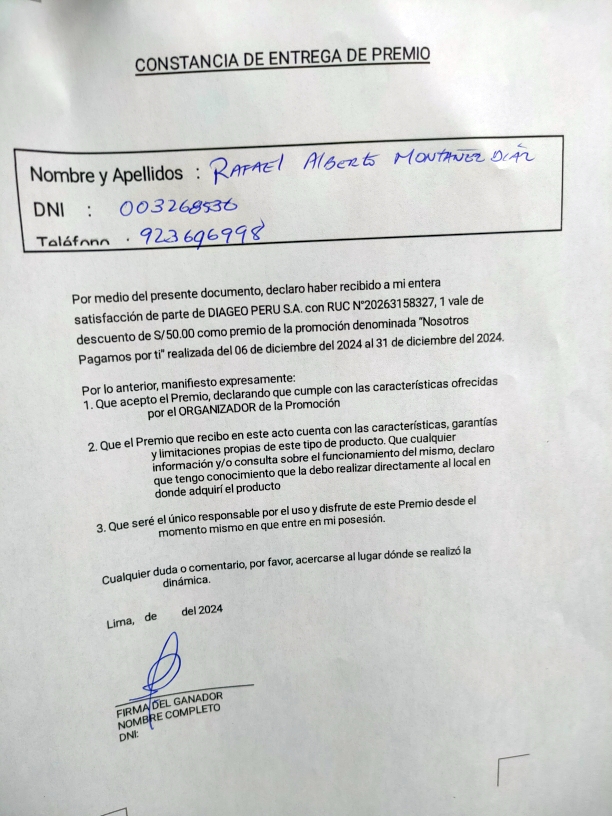 CONSTANCIA DE ENTREGA DE PREMIO
Nombre y Apellidos : RAFAEL AlBERTO MONTAÑEZ DÍAZ
DNI : 003268536
Teléfono : 923696998
Por medio del presente documento, declaro haber recibido a mi entera
satisfacción de parte de DIAGEO PERU S.A. con RUC N°20263158327, 1 vale de
descuento de S/50.00 como premio de la promoción denominada "Nosotros
Pagamos por ti" realizada del 06 de diciembre del 2024 al 31 de diciembre del 2024.
Por lo anterior, manifiesto expresamente:
1. Que acepto el Premio, declarando que cumple con las características ofrecidas
por el ORGANIZADOR de la Promoción
2. Que el Premio que recibo en este acto cuenta con las características, garantías
y limitaciones propias de este tipo de producto. Que cualquier
información y/o consulta sobre el funcionamiento del mismo, declaro
que tengo conocimiento que la debo realizar directamente al local en
donde adquirí el producto
3. Que seré el único responsable por el uso y disfrute de este Premio desde el
momento mismo en que entre en mi posesión.
Cualquier duda o comentario, por favor, acercarse al lugar dónde se realizó la
dinámica.
Lima, de del 2024
FIRMA DEL GANADOR
NOMBRE COMPLETO
DNI: